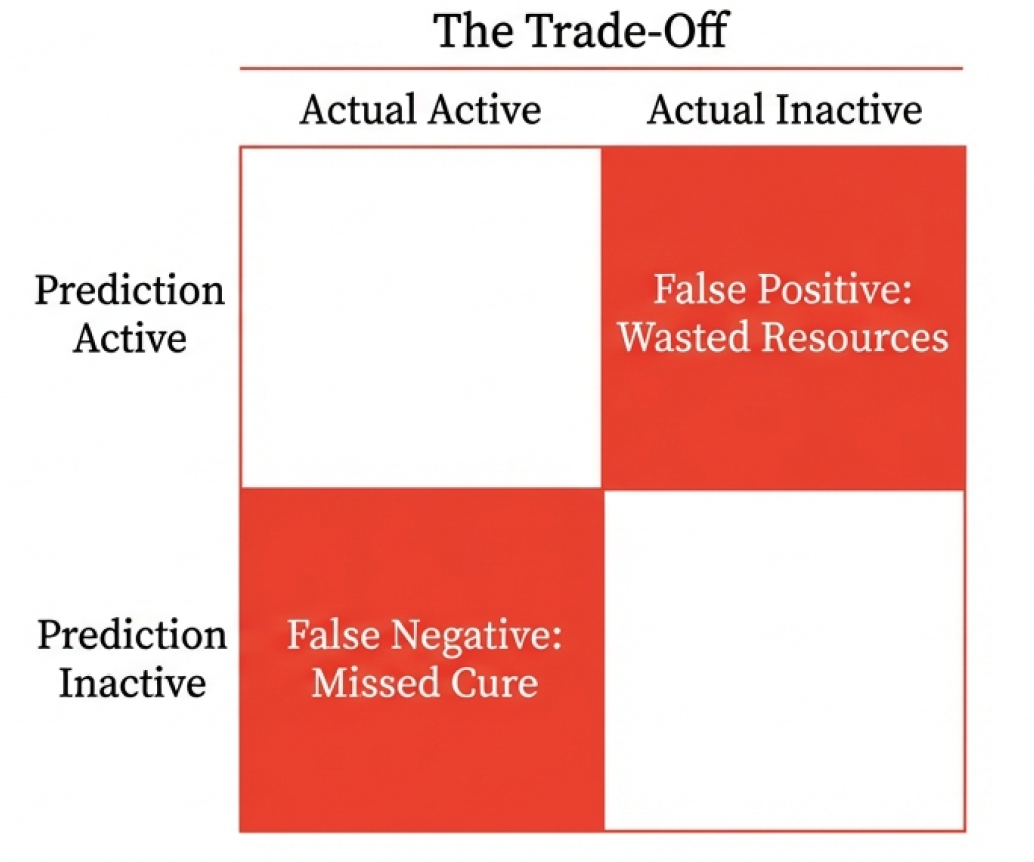 The Trade-Off
Actual Active
Actual Inactive
Prediction
Active
False Positive:
Wasted Resources
Prediction
Inactive
False Negative:
Missed Cure